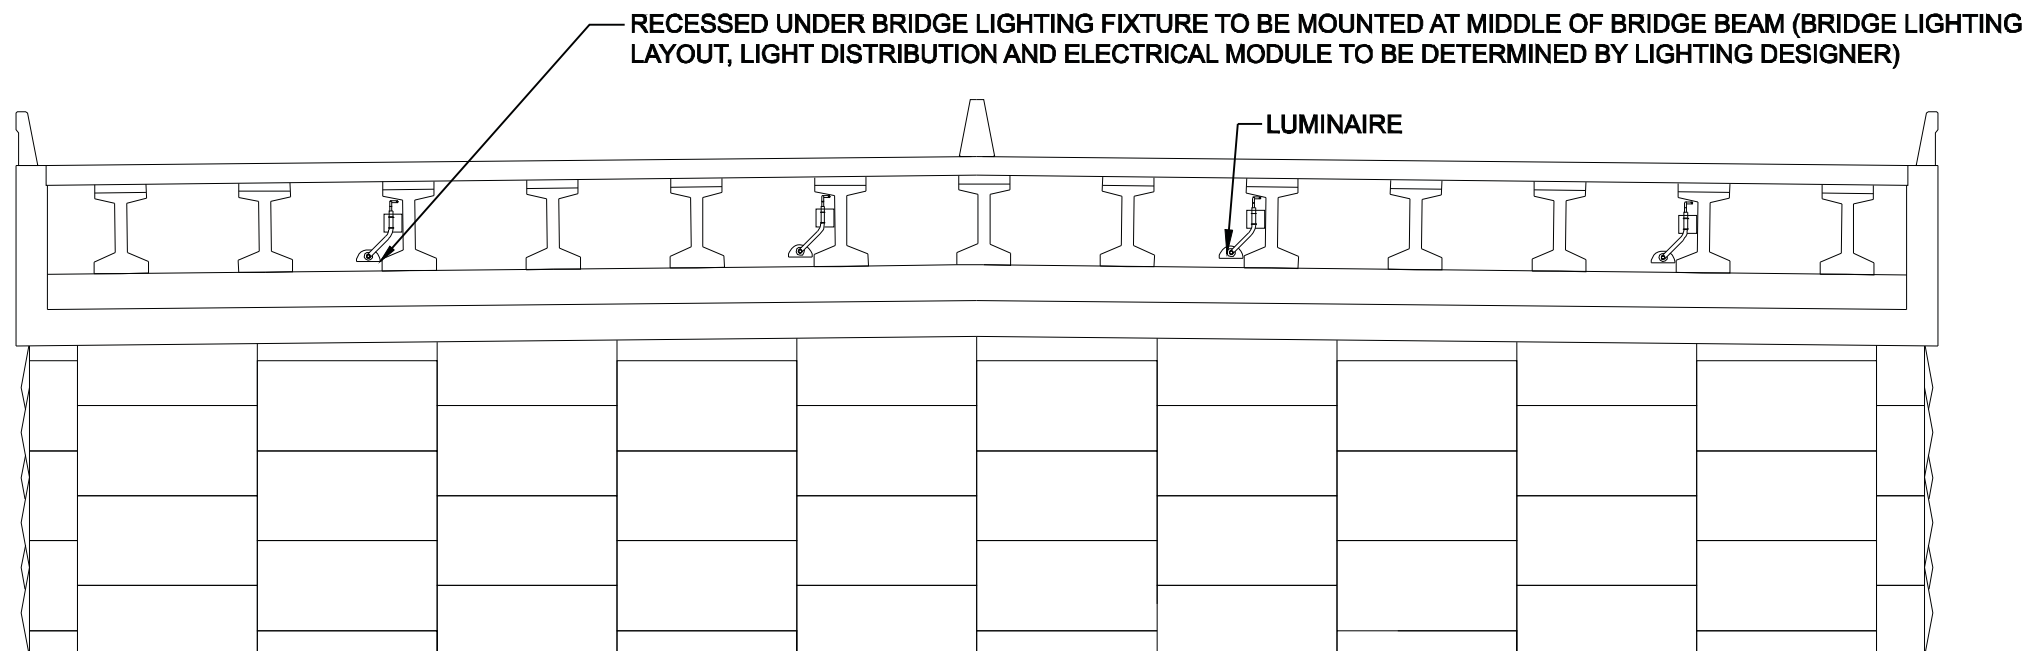 RECESSED UNDER BRIDGE LIGHTING FIXTURE TO BE MOUNTED AT MIDDLE OF BRIDGE BEAM (BRIDGE LIGHTING
LAYOUT, LIGHT DISTRIBUTION AND ELECTRICAL MODULE TO BE DETERMINED BY LIGHTING DESIGNER)
LUMINAIRE